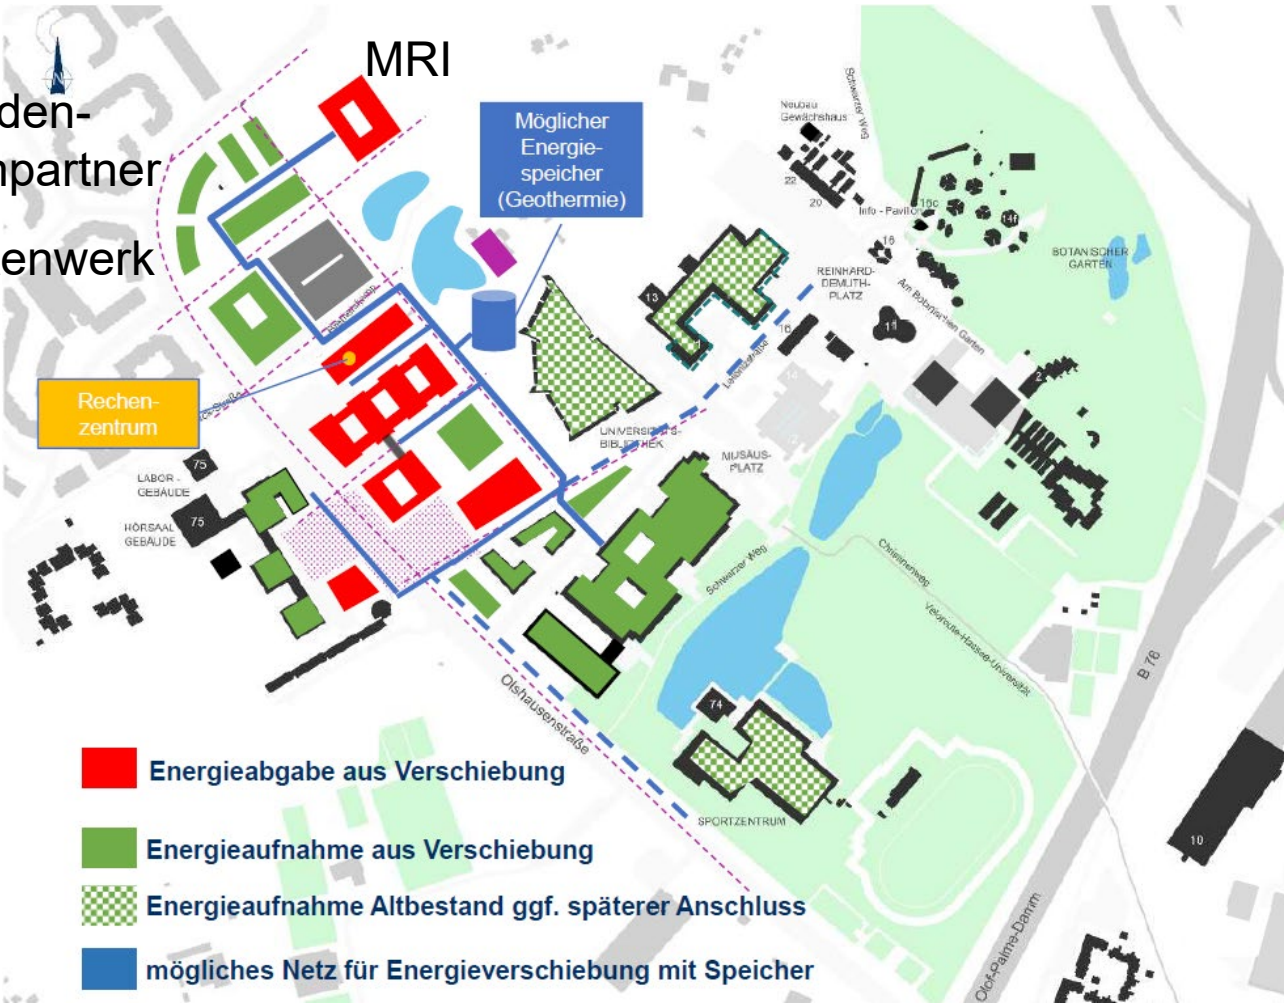 MRI
N
den-
npartner
enwerk
Möglicher
Energie-
speicher
(Geothermie)
Neubau
Gewächshaus
Schwarzer Weg
22
20
Info - Pavillon
16c
14f
16
BOTANISCHER
GARTEN
REINHARD-
DEMUTH-
PLATZ
Am Botanischen Garten
13
1
16
11
2
Leibnizstraße
Rechen-
zentrum
UNIVERSITÄTS-
BIBLIOTHEK
MUSÄUS-
PLATZ
75
LABOR-
GEBÄUDE
75
HÖRSAAL
GEBÄUDE
Schwarzer Weg
Christinenweg
Veloroute-Hassee-Universität
B 76
Olshausenstraße
74
SPORTZENTRUM
10
Olof-Palme-Damm
Energieabgabe aus Verschiebung
Energieaufnahme aus Verschiebung
Energieaufnahme Altbestand ggf. späterer Anschluss
mögliches Netz für Energieverschiebung mit Speicher